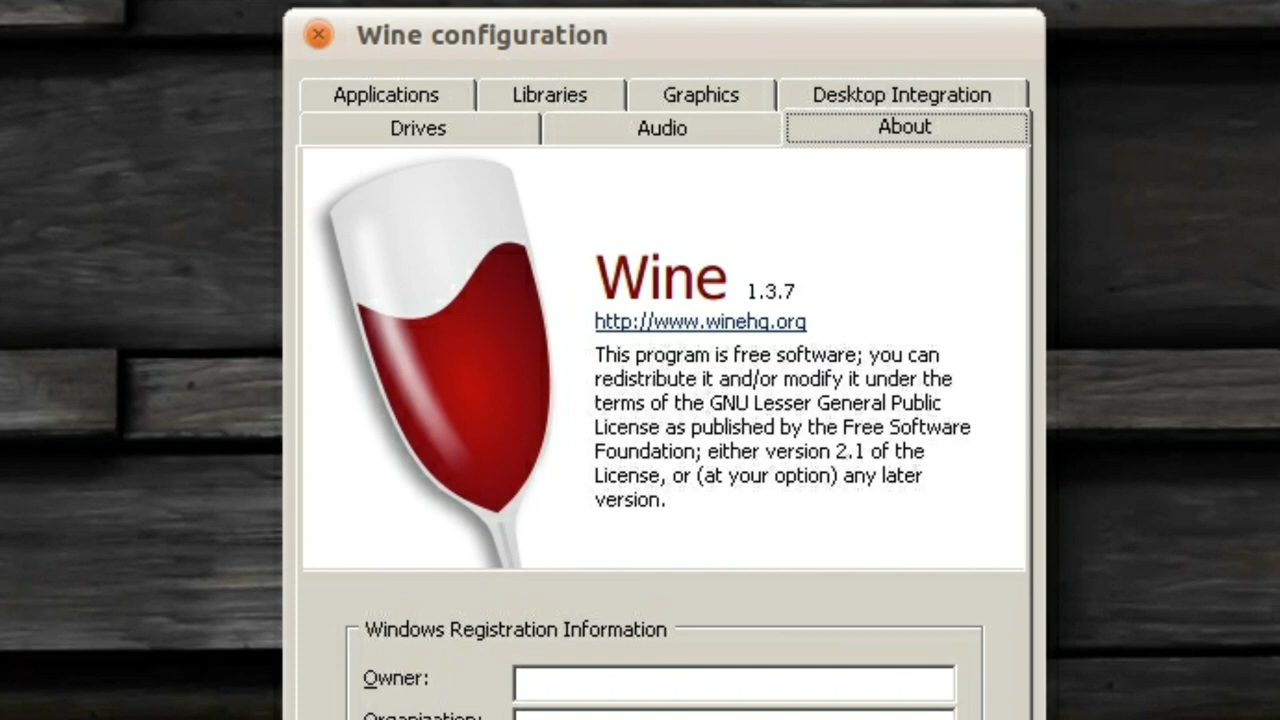 Wine configuration
Applications
Libraries
Graphics
Desktop Integration
Drives
Audio
About
Wine 1.3.7
http://www.winehq.org
This program is free software; you can
redistribute it and/or modify it under the
terms of the GNU Lesser General Public
License as published by the Free Software
Foundation; either version 2.1 of the
License, or (at your option) any later
version.
Windows Registration Information
Owner:
Organization: